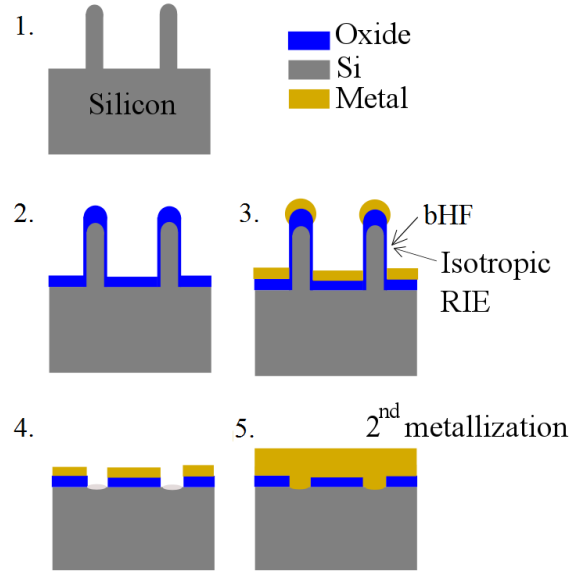 1.
Silicon
Oxide
Si
Metal
2.
3.
bHF
Isotropic
RIE
4.
5.
2nd metallization